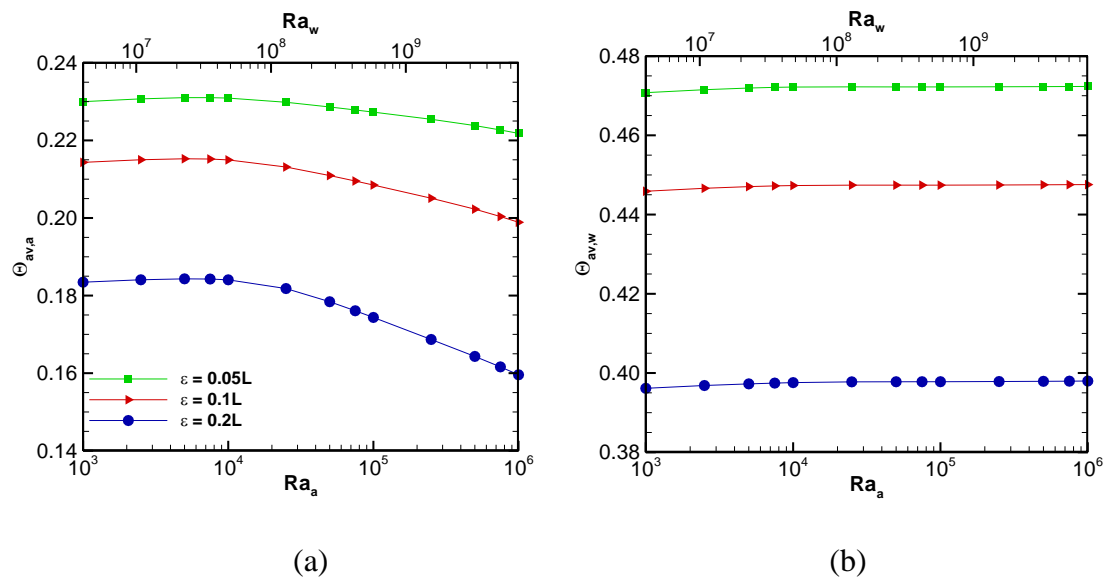 Ra_w
10^7 10^8 10^9
0.24
0.22
0.20
0.18
0.16
0.14
Θ_av,a
ε = 0.05L
ε = 0.1L
ε = 0.2L
10^3 10^4 10^5 10^6
Ra_a
(a)
Ra_w
10^7 10^8 10^9
0.48
0.46
0.44
0.42
0.40
0.38
Θ_av,w
10^3 10^4 10^5 10^6
Ra_a
(b)